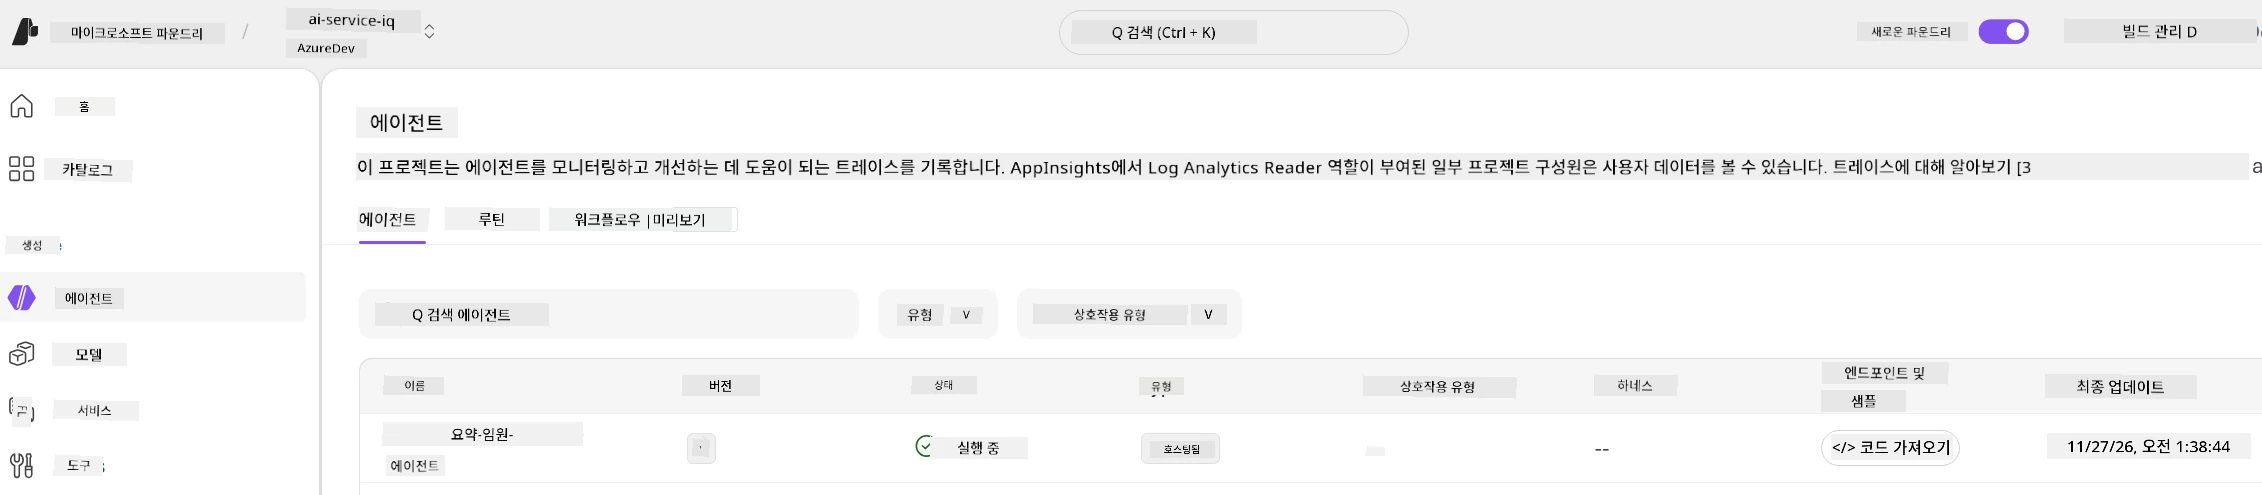 마이크로소프트 파운드리
/
ai-service-iq
AzureDev
Q 검색 (Ctrl + K)
새로운 파운드리
빌드 관리 D
홈
카탈로그
생성
에이전트
모델
서비스
도구
에이전트
이 프로젝트는 에이전트를 모니터링하고 개선하는 데 도움이 되는 트레이스를 기록합니다. AppInsights에서 Log Analytics Reader 역할이 부여된 일부 프로젝트 구성원은 사용자 데이터를 볼 수 있습니다. 트레이스에 대해 알아보기 [3
에이전트 루틴 워크플로우 |미리보기
Q 검색 에이전트 유형 V 상호작용 유형 V
이름 버전 상태 유형 상호작용 유형 하네스 엔드포인트 및 샘플 최종 업데이트
요약-임원-에이전트 실행 중 호스팅됨 -- </> 코드 가져오기 11/27/26, 오전 1:38:44